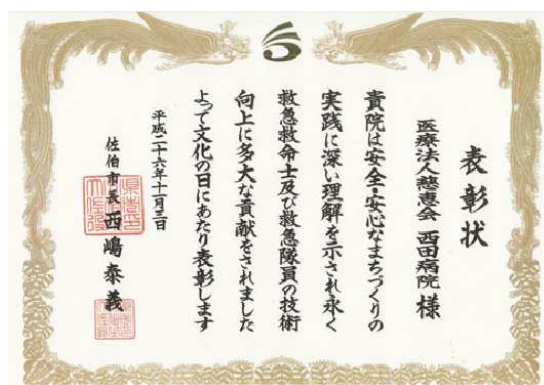 表彰状
医療法人慈恵会 西田病院 様
貴院は安全・安心なまちづくりの
実践に深い理解を示され永く
救急救命士及び救急隊員の技術
向上に多大な貢献をされました
よって文化の日にあたり表彰します
平成二十六年十一月三日
佐伯市長 西嶋泰義